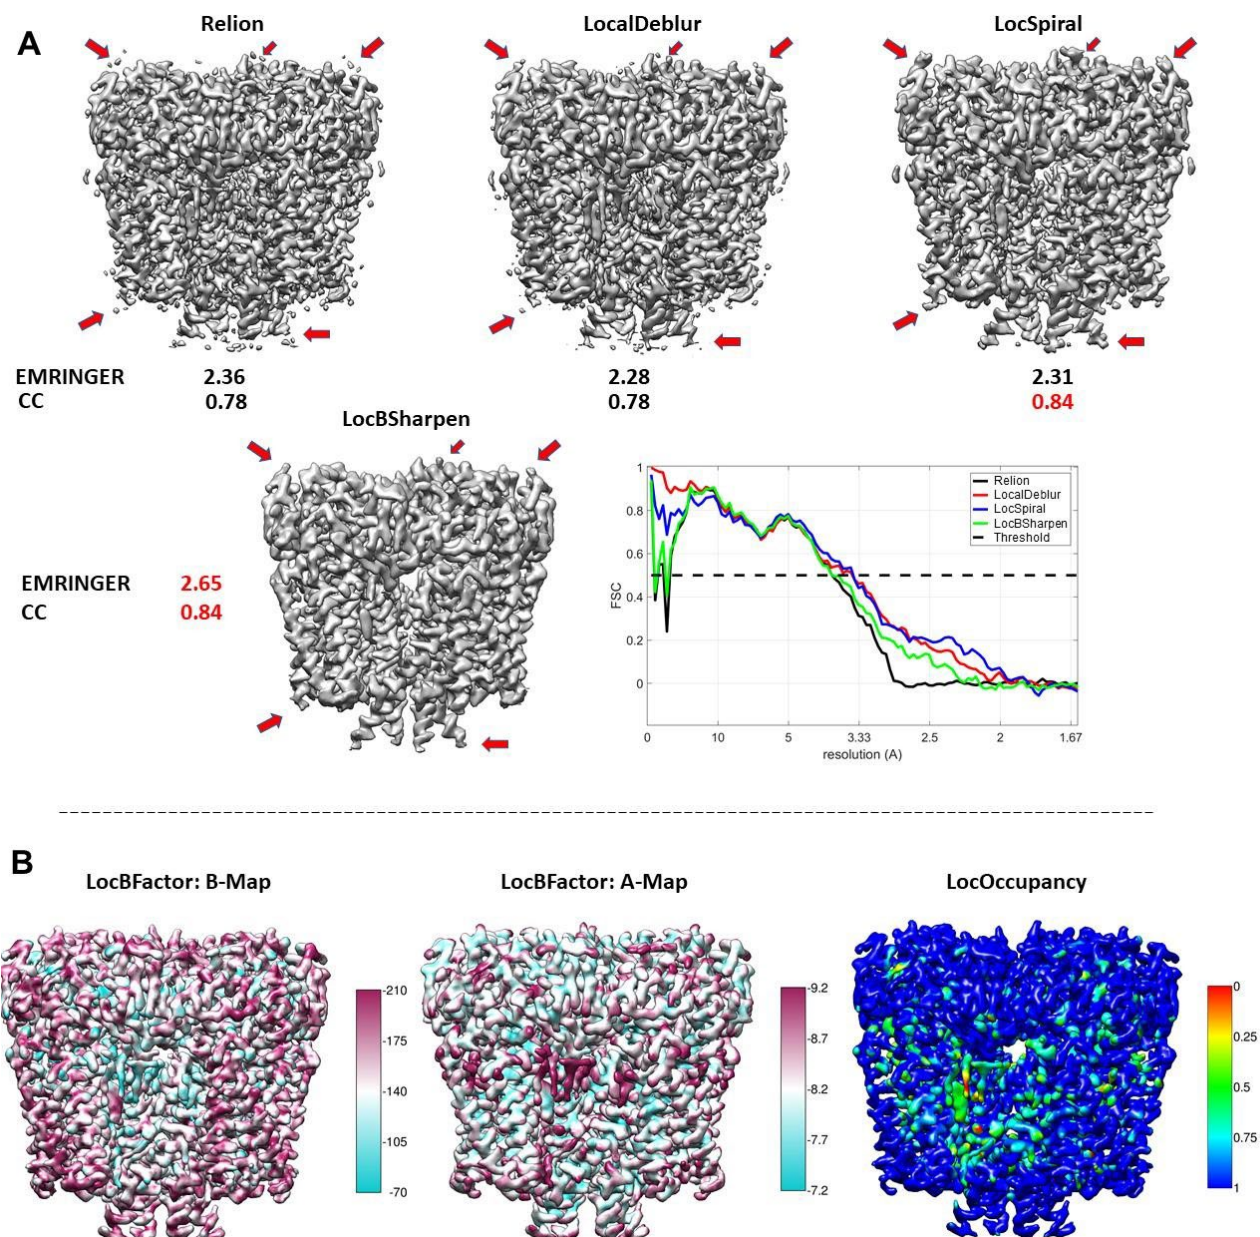 A
Relion
LocalDeblur
LocSpiral
EMRINGER 2.36 2.28 2.31
CC 0.78 0.78 0.84
LocBSharpen
EMRINGER 2.65
CC 0.84
1
0.8
0.6
0.4
0.2
0
FSC
Relion
LocalDeblur
LocSpiral
LocBSharpen
Threshold
0 10 5 3.33 2.5 2 1.67
resolution (A)
B
LocBFactor: B-Map
LocBFactor: A-Map
LocOccupancy
-210
-175
-140
-105
-70
-9.2
-8.7
-8.2
-7.7
-7.2
0
0.25
0.5
0.75
1